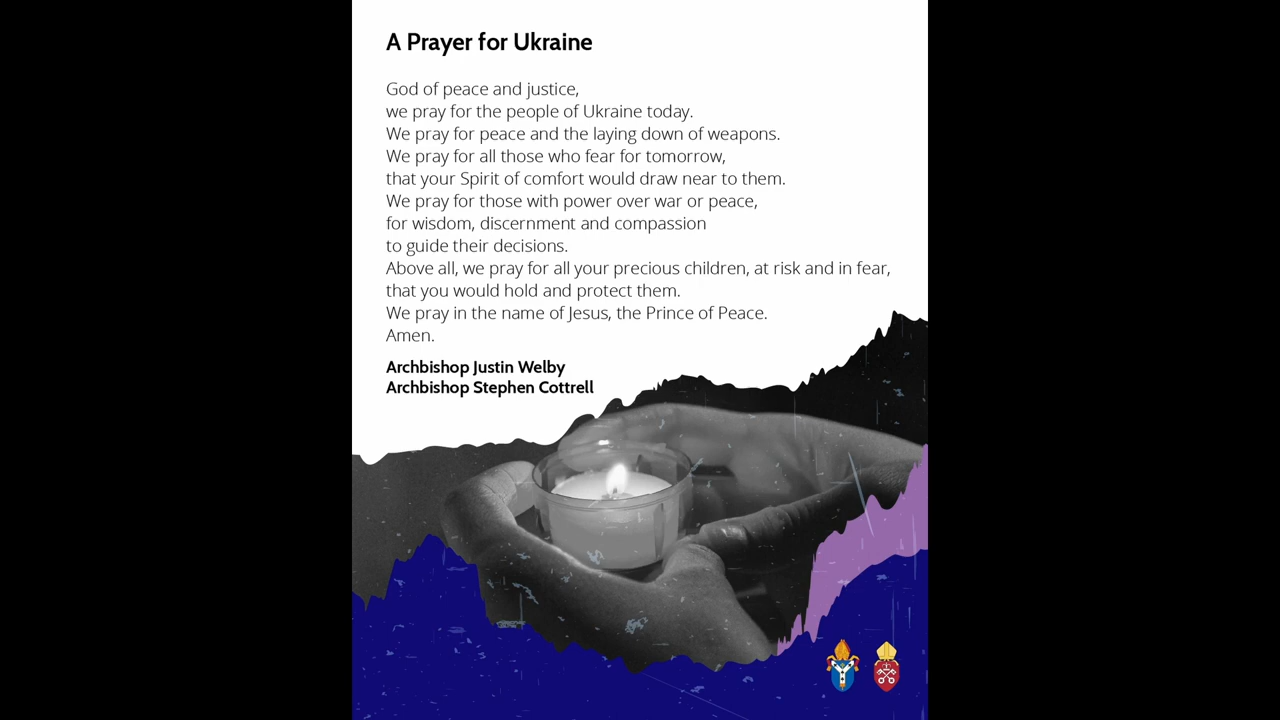 A Prayer for Ukraine
God of peace and justice,
we pray for the people of Ukraine today.
We pray for peace and the laying down of weapons.
We pray for all those who fear for tomorrow,
that your Spirit of comfort would draw near to them.
We pray for those with power over war or peace,
for wisdom, discernment and compassion
to guide their decisions.
Above all, we pray for all your precious children, at risk and in fear,
that you would hold and protect them.
We pray in the name of Jesus, the Prince of Peace.
Amen.
Archbishop Justin Welby
Archbishop Stephen Cottrell